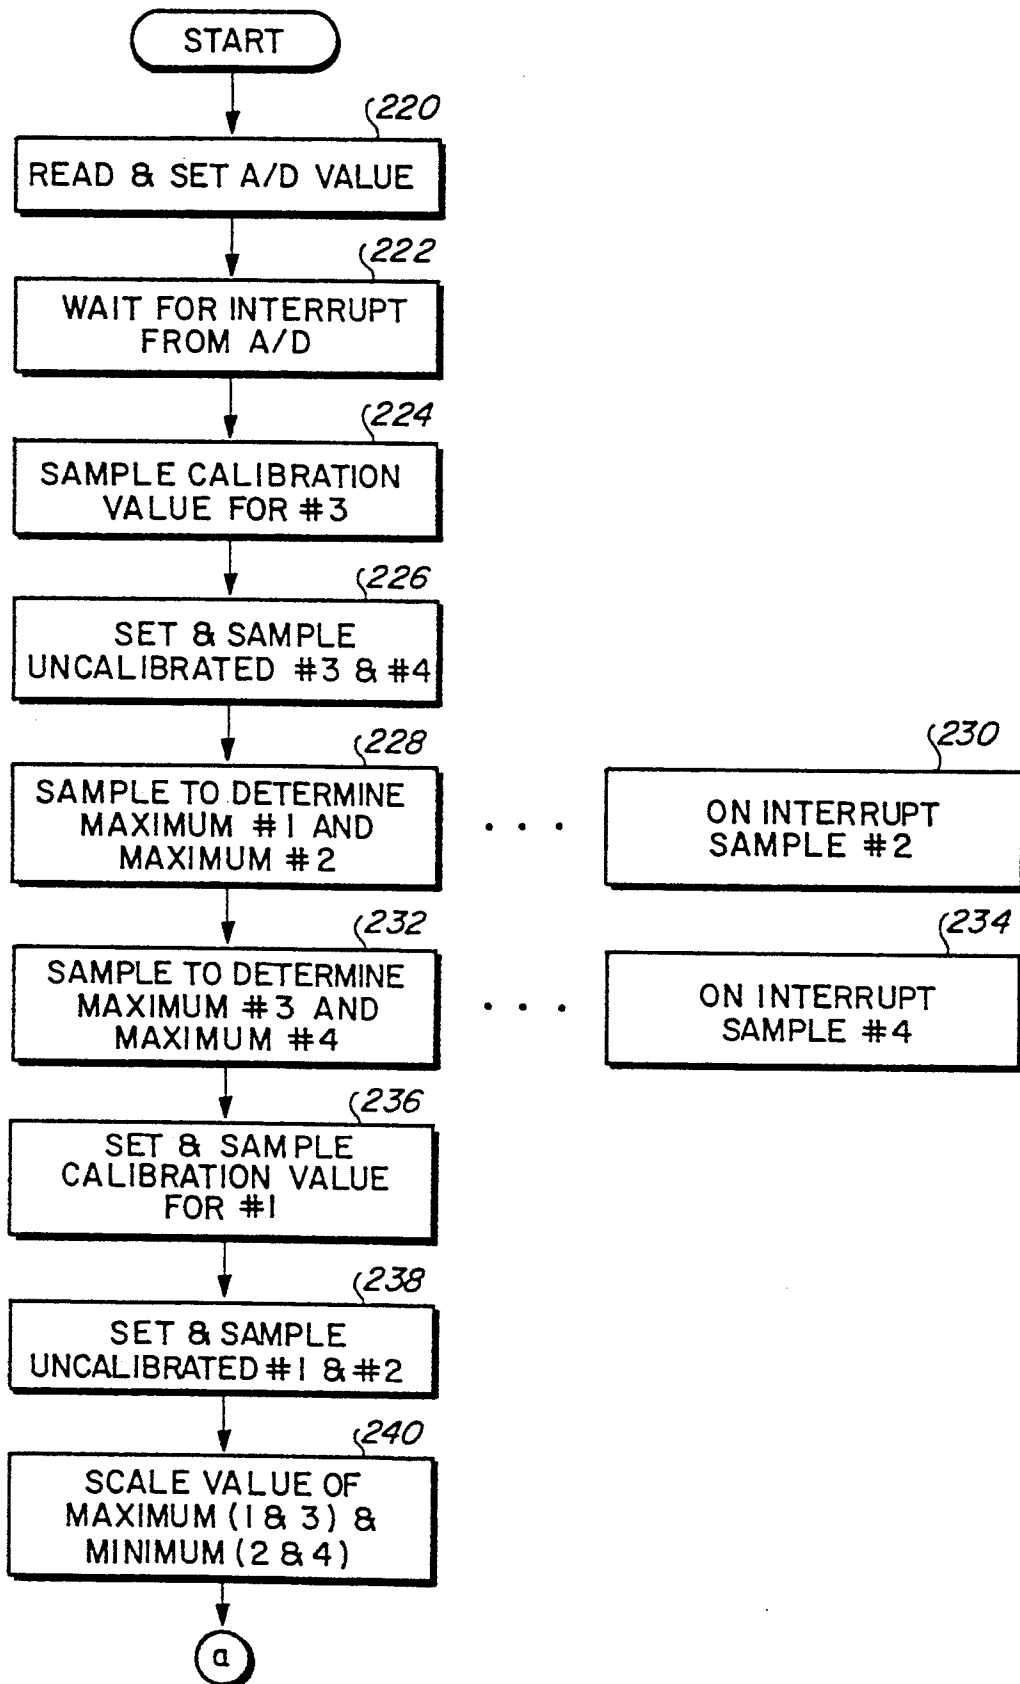 START
220
READ & SET A/D VALUE
222
WAIT FOR INTERRUPT
FROM A/D
224
SAMPLE CALIBRATION
VALUE FOR #3
226
SET & SAMPLE
UNCALIBRATED #3 & #4
228
SAMPLE TO DETERMINE
MAXIMUM #1 AND
MAXIMUM #2
. . .
230
ON INTERRUPT
SAMPLE #2
232
SAMPLE TO DETERMINE
MAXIMUM #3 AND
MAXIMUM #4
. . .
234
ON INTERRUPT
SAMPLE #4
236
SET & SAMPLE
CALIBRATION VALUE
FOR #1
238
SET & SAMPLE
UNCALIBRATED #1 & #2
240
SCALE VALUE OF
MAXIMUM (1 & 3) &
MINIMUM (2 & 4)
a